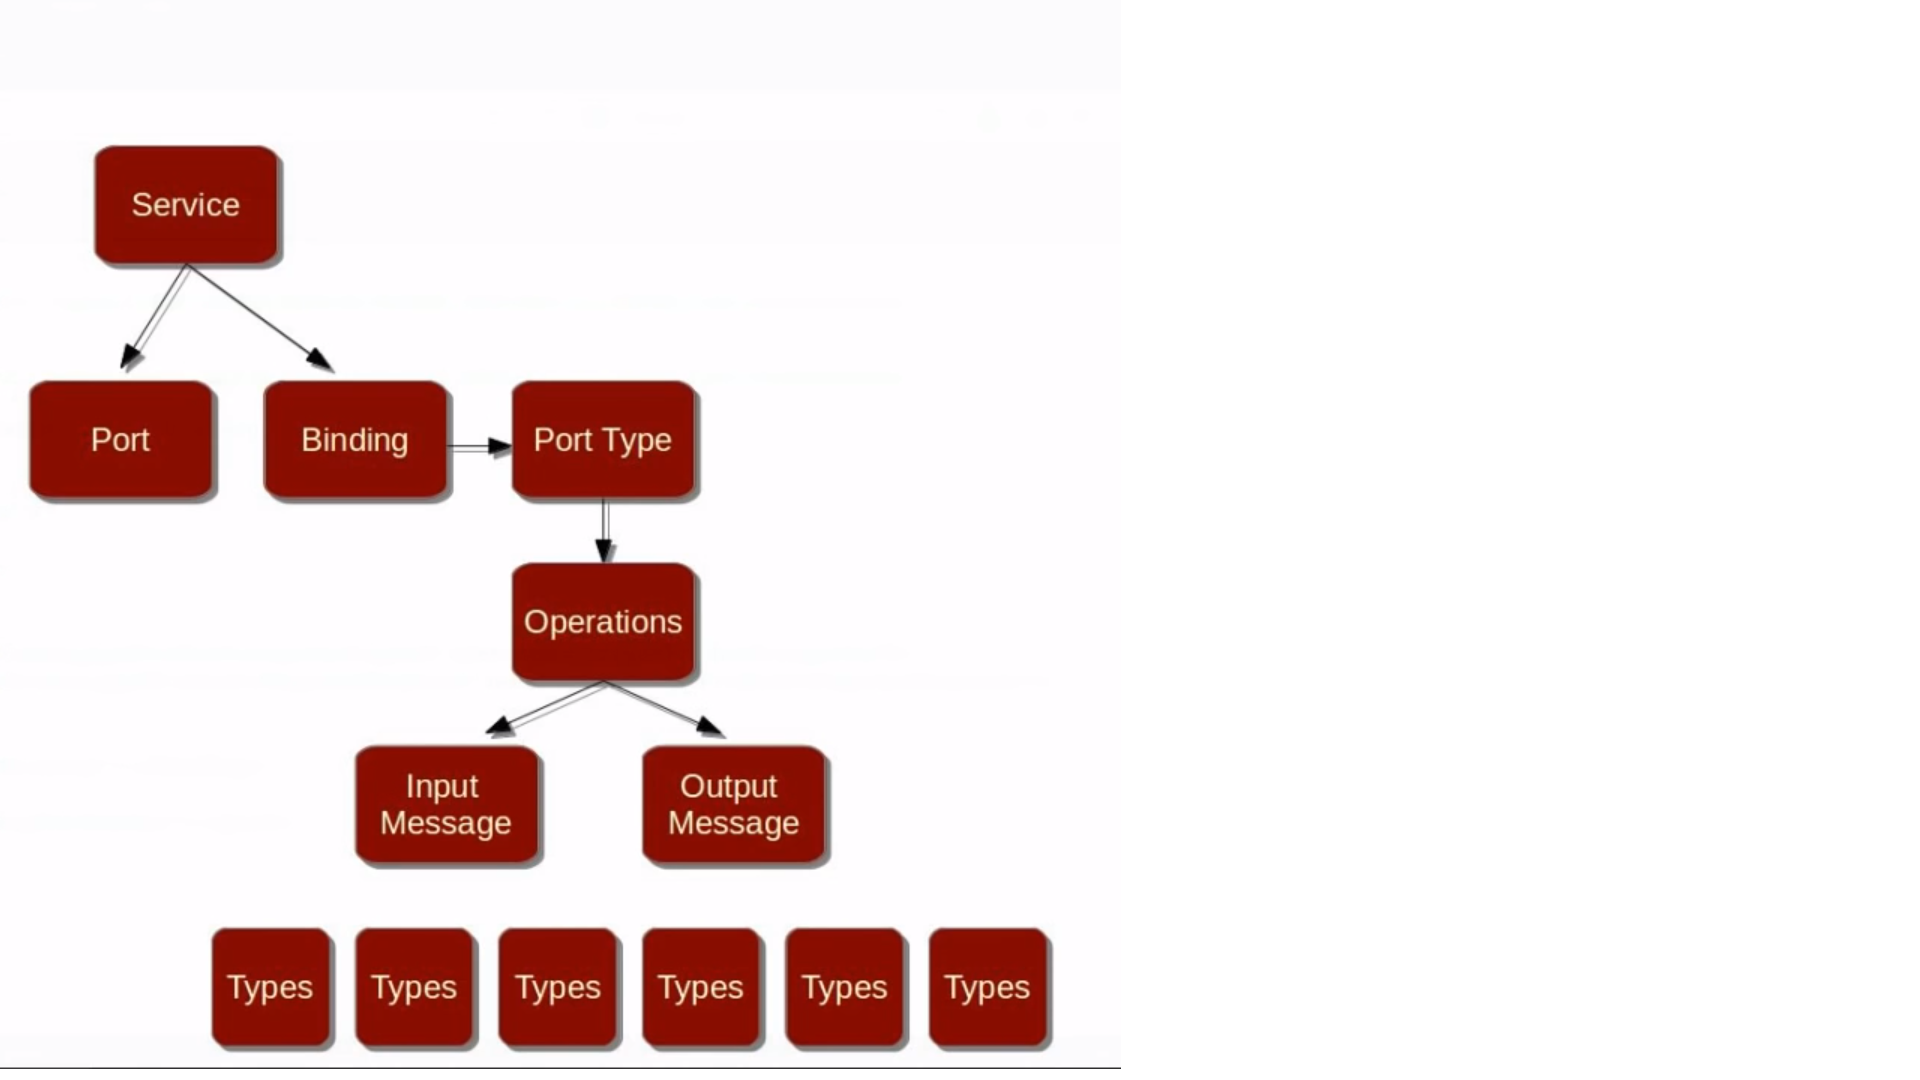 Service
Port
Binding
Port Type
Operations
Input
Message
Output
Message
Types
Types
Types
Types
Types
Types